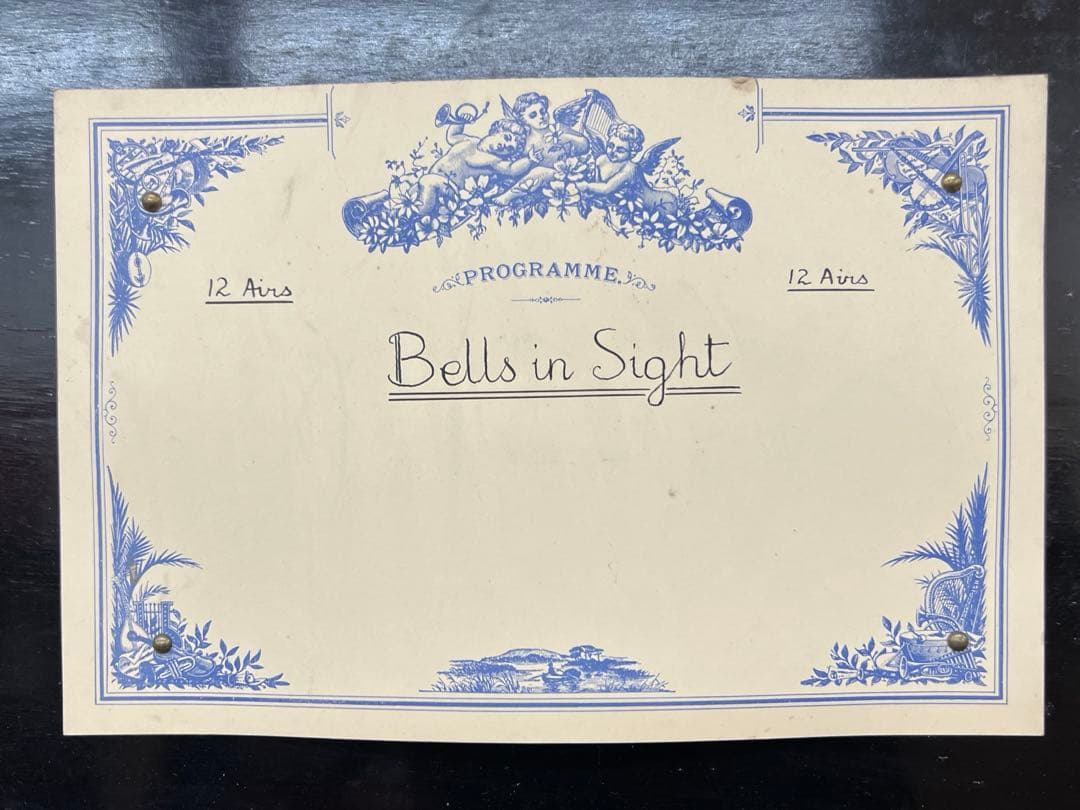 PROGRAMME.
12 Airs 12 Airs
Bells in Sight